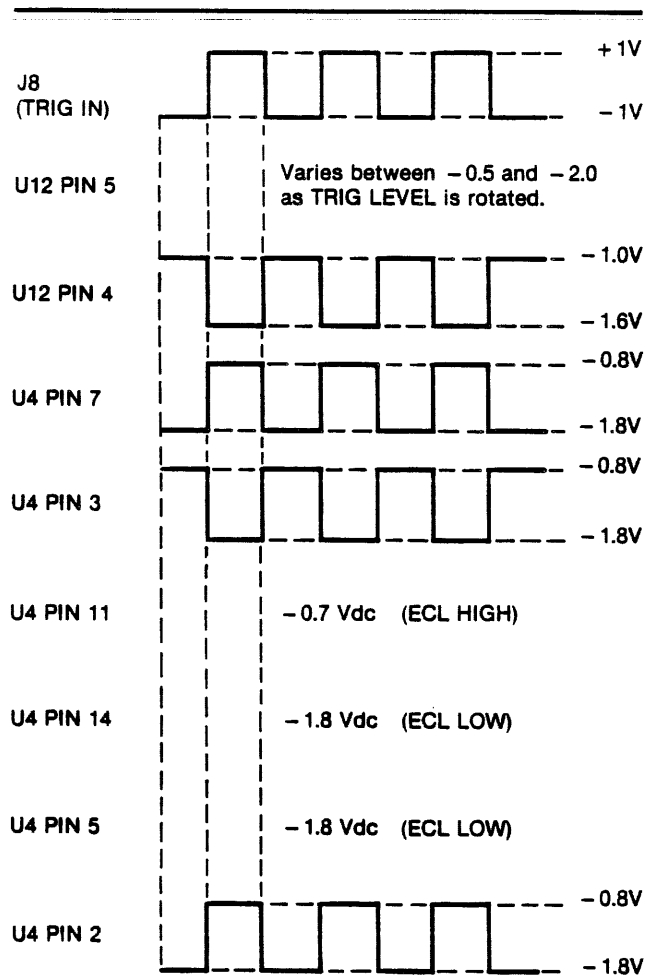 + 1V
J8
(TRIG IN)
– 1V
U12 PIN 5
Varies between – 0.5 and – 2.0
as TRIG LEVEL is rotated.
– 1.0V
U12 PIN 4
– 1.6V
– 0.8V
U4 PIN 7
– 1.8V
– 0.8V
U4 PIN 3
– 1.8V
U4 PIN 11
– 0.7 Vdc (ECL HIGH)
U4 PIN 14
– 1.8 Vdc (ECL LOW)
U4 PIN 5
– 1.8 Vdc (ECL LOW)
– 0.8V
U4 PIN 2
– 1.8V